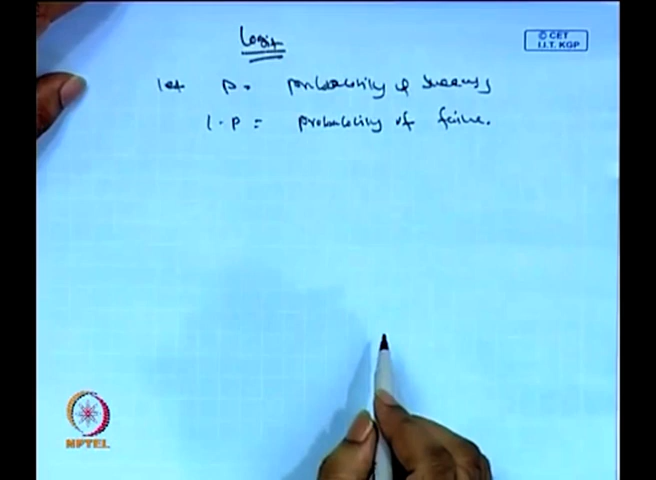 Logit
© CET
I.I.T. KGP
let p = probability of success
1 - p = probability of failure.
NPTEL